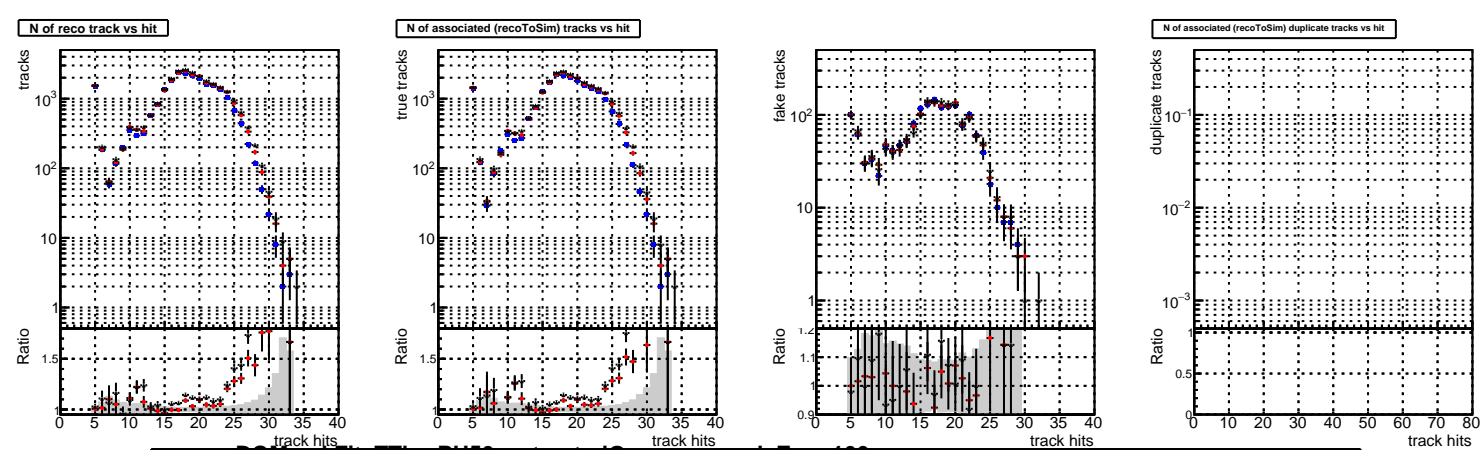 N of reco track vs hit
tracks
10³
10²
10
1
Ratio
1.5
1
0 5 10 15 20 25 30 35 40
track hits
N of associated (recoToSim) tracks vs hit
true tracks
10³
10²
10
1
Ratio
1.5
1
0 5 10 15 20 25 30 35 40
track hits
fake tracks
10²
10
1
Ratio
1.2
1.1
1
0.9
0 5 10 15 20 25 30 35 40
track hits
N of associated (recoToSim) duplicate tracks vs hit
duplicate tracks
10⁻¹
10⁻²
10⁻³
Ratio
1
0.5
0
0 10 20 30 40 50 60 70 80
track hits